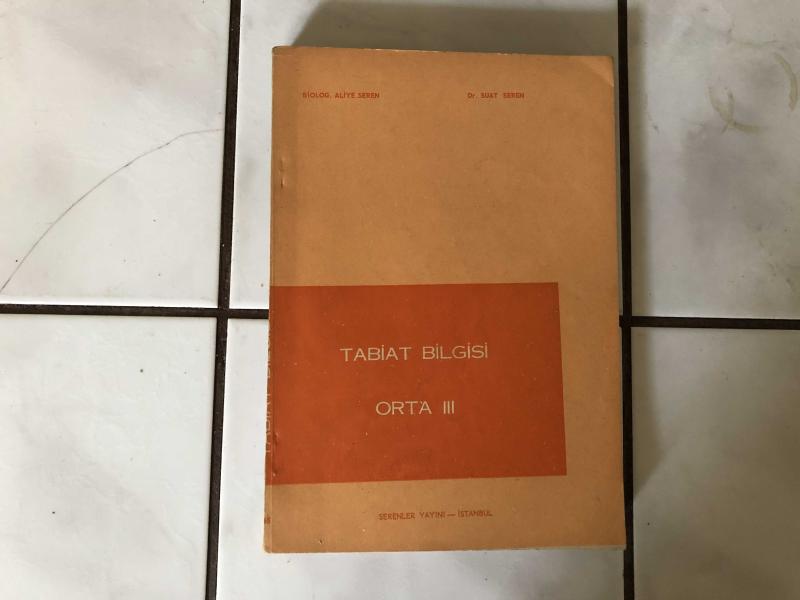 BİOLOG. ALİYE SEREN
Dr. SUAT SEREN
TABİAT BİLGİSİ
ORTA III
SERENLER YAYINI — İSTANBUL